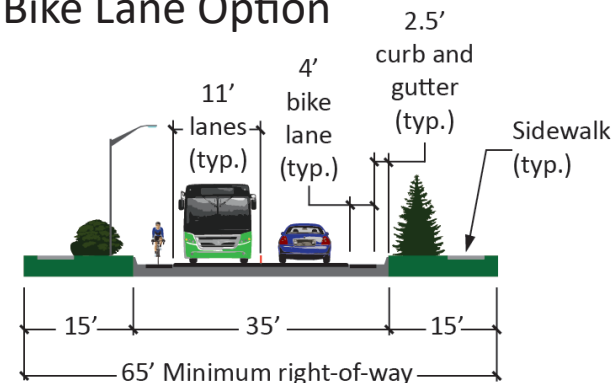 Bike Lane Option
11’
lanes
(typ.)
4’
bike
lane
(typ.)
2.5’
curb and
gutter
(typ.)
Sidewalk
(typ.)
15’
35’
15’
65’ Minimum right-of-way